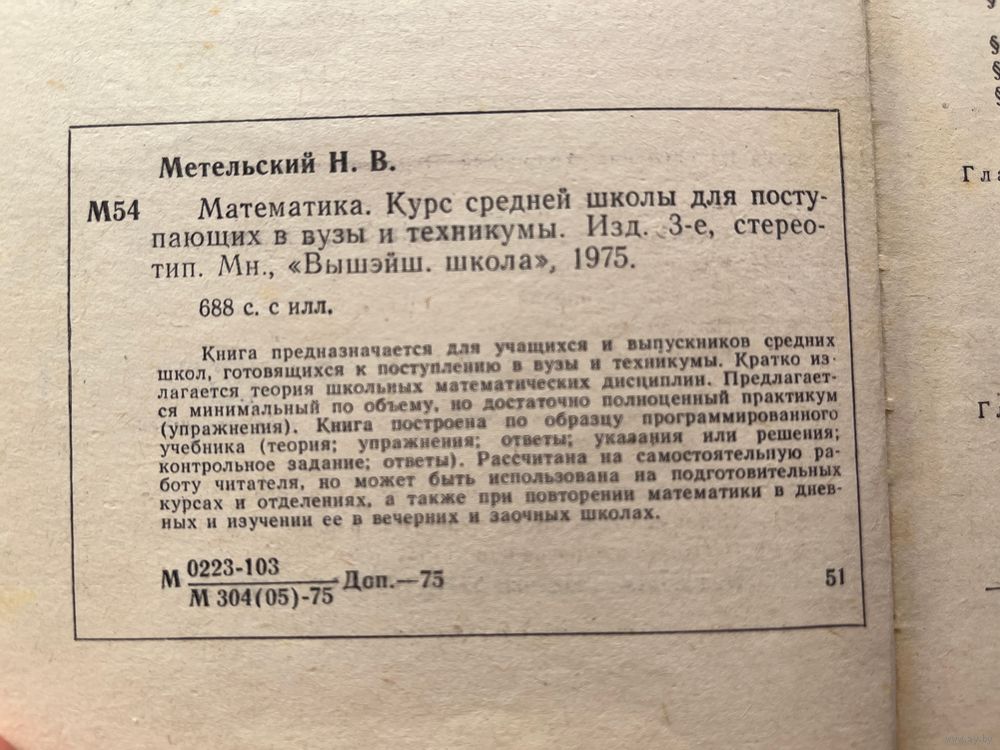 Метельский Н. В.
М54 Математика. Курс средней школы для посту-
пающих в вузы и техникумы. Изд. 3-е, стерео-
тип. Мн., «Вышэйш. школа», 1975.
688 с. с илл.
Книга предназначается для учащихся и выпускников средних
школ, готовящихся к поступлению в вузы и техникумы. Кратко из-
лагается теория школьных математических дисциплин. Предлагает-
ся минимальный по объему, но достаточно полноценный практикум
(упражнения). Книга построена по образцу программированного
учебника (теория; упражнения; ответы; указания или решения;
контрольное задание; ответы). Рассчитана на самостоятельную ра-
боту читателя, но может быть использована на подготовительных
курсах и отделениях, а также при повторении математики в днев-
ных и изучении ее в вечерних и заочных школах.
М 0223-103
М 304(05)-75 Доп.—75 51
§
§
§
§
Гла
Г
www.ay.by